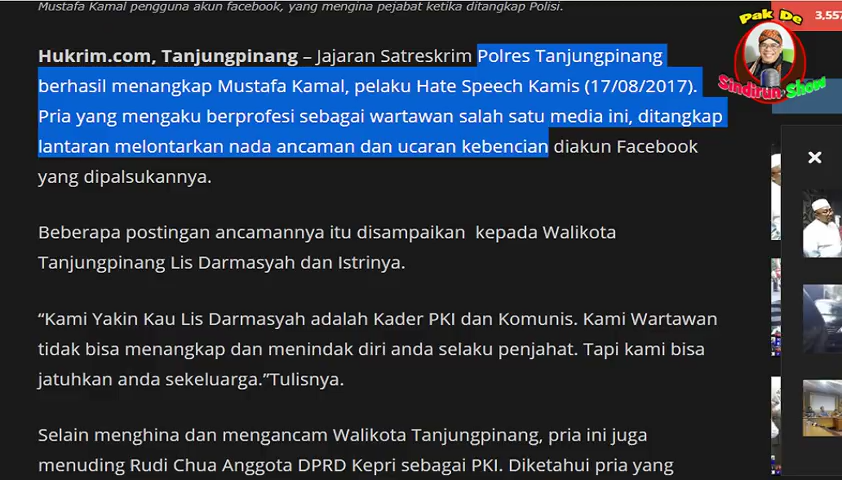 Mustafa Kamal pengguna akun facebook, yang mengina pejabat ketika ditangkap Polisi.
Pak De
3,557
Sindirun Show
Hukrim.com, Tanjungpinang – Jajaran Satreskrim Polres Tanjungpinang
berhasil menangkap Mustafa Kamal, pelaku Hate Speech Kamis (17/08/2017).
Pria yang mengaku berprofesi sebagai wartawan salah satu media ini, ditangkap
lantaran melontarkan nada ancaman dan ucaran kebencian diakun Facebook
yang dipalsukannya.
Beberapa postingan ancamannya itu disampaikan kepada Walikota
Tanjungpinang Lis Darmasyah dan Istrinya.
“Kami Yakin Kau Lis Darmasyah adalah Kader PKI dan Komunis. Kami Wartawan
tidak bisa menangkap dan menindak diri anda selaku penjahat. Tapi kami bisa
jatuhkan anda sekeluarga.”Tulisnya.
Selain menghina dan mengancam Walikota Tanjungpinang, pria ini juga
menuding Rudi Chua Anggota DPRD Kepri sebagai PKI. Diketahui pria yang